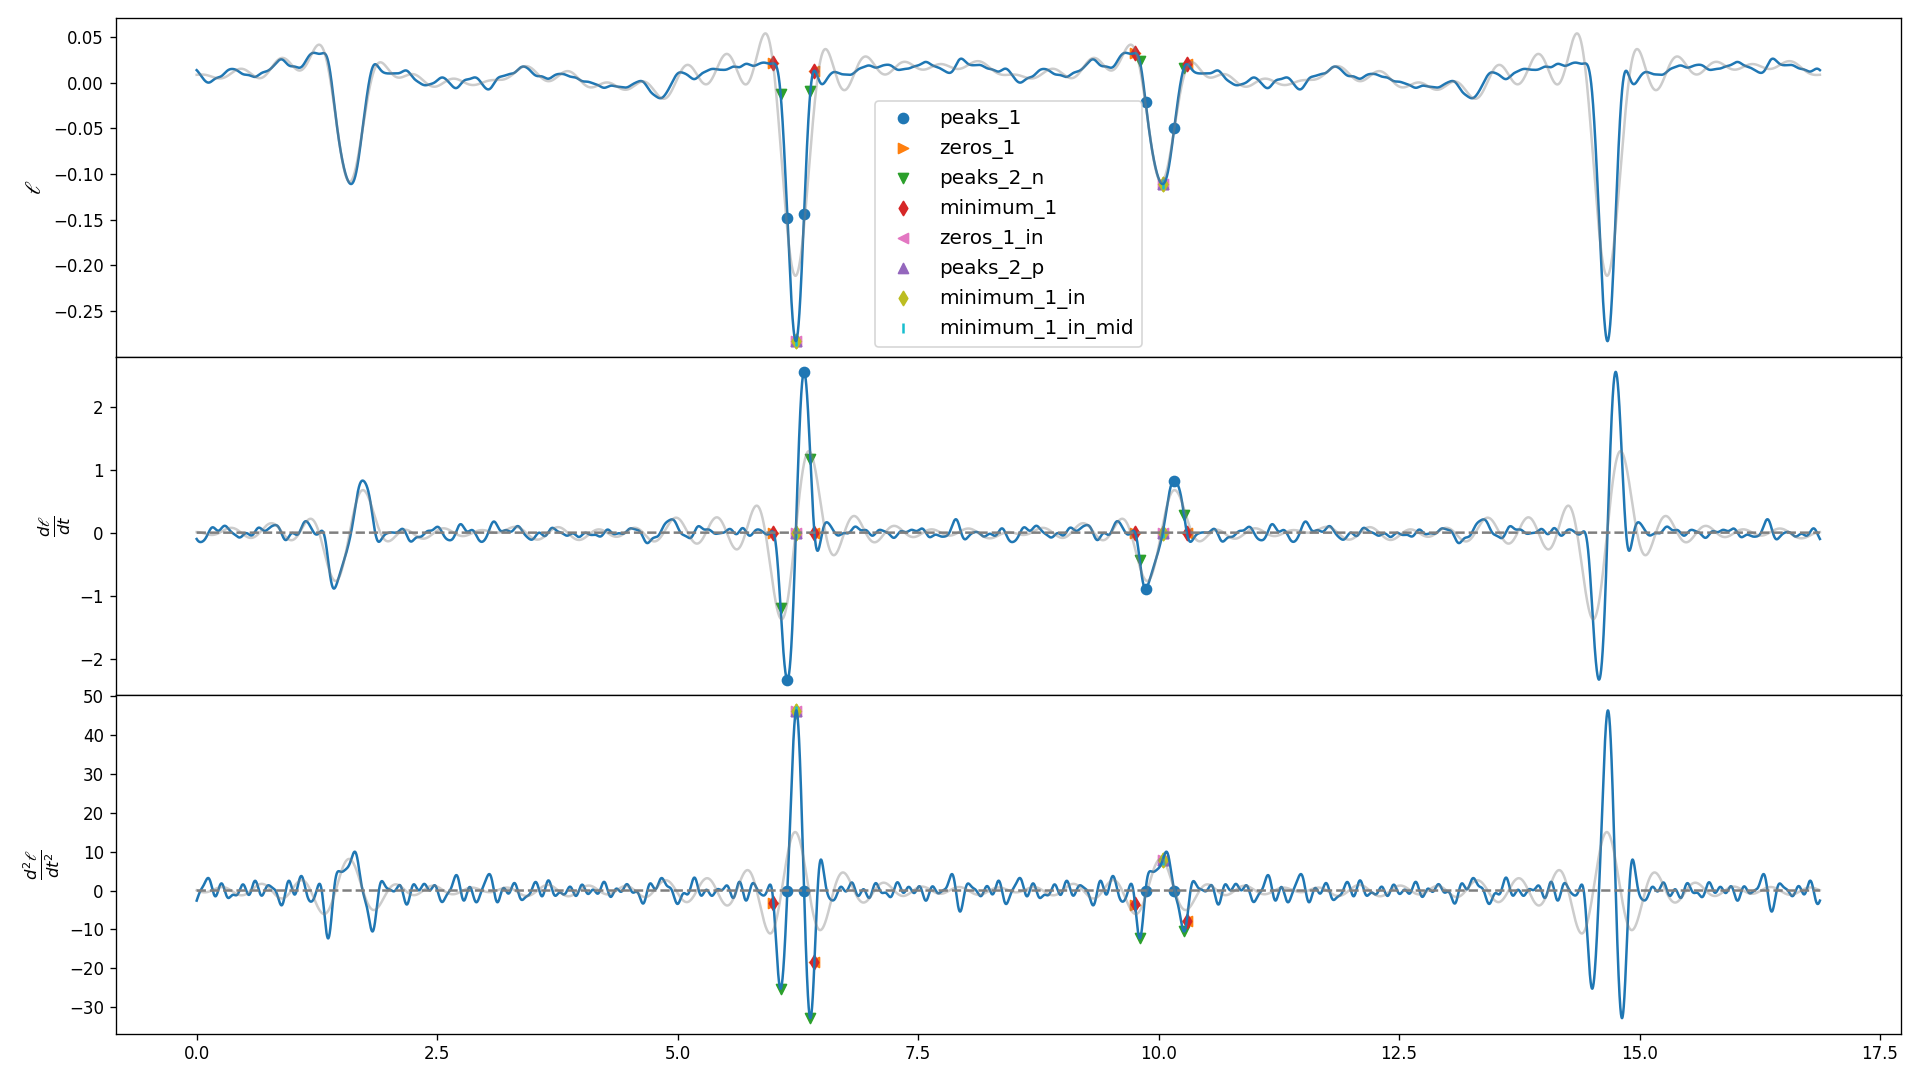 0.05
0.00
−0.05
−0.10
−0.15
−0.20
−0.25
ℓ
peaks_1
zeros_1
peaks_2_n
minimum_1
zeros_1_in
peaks_2_p
minimum_1_in
minimum_1_in_mid
2
1
0
−1
−2
dℓ/dt
50
40
30
20
10
0
−10
−20
−30
d²ℓ/dt²
0.0 2.5 5.0 7.5 10.0 12.5 15.0 17.5